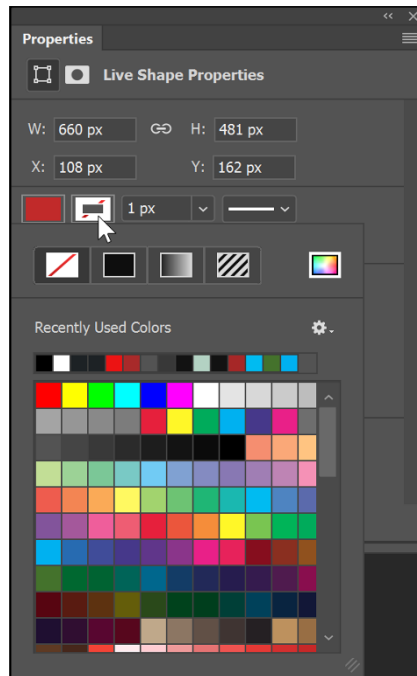 Properties
Live Shape Properties
W: 660 px H: 481 px
X: 108 px Y: 162 px
1 px
Recently Used Colors